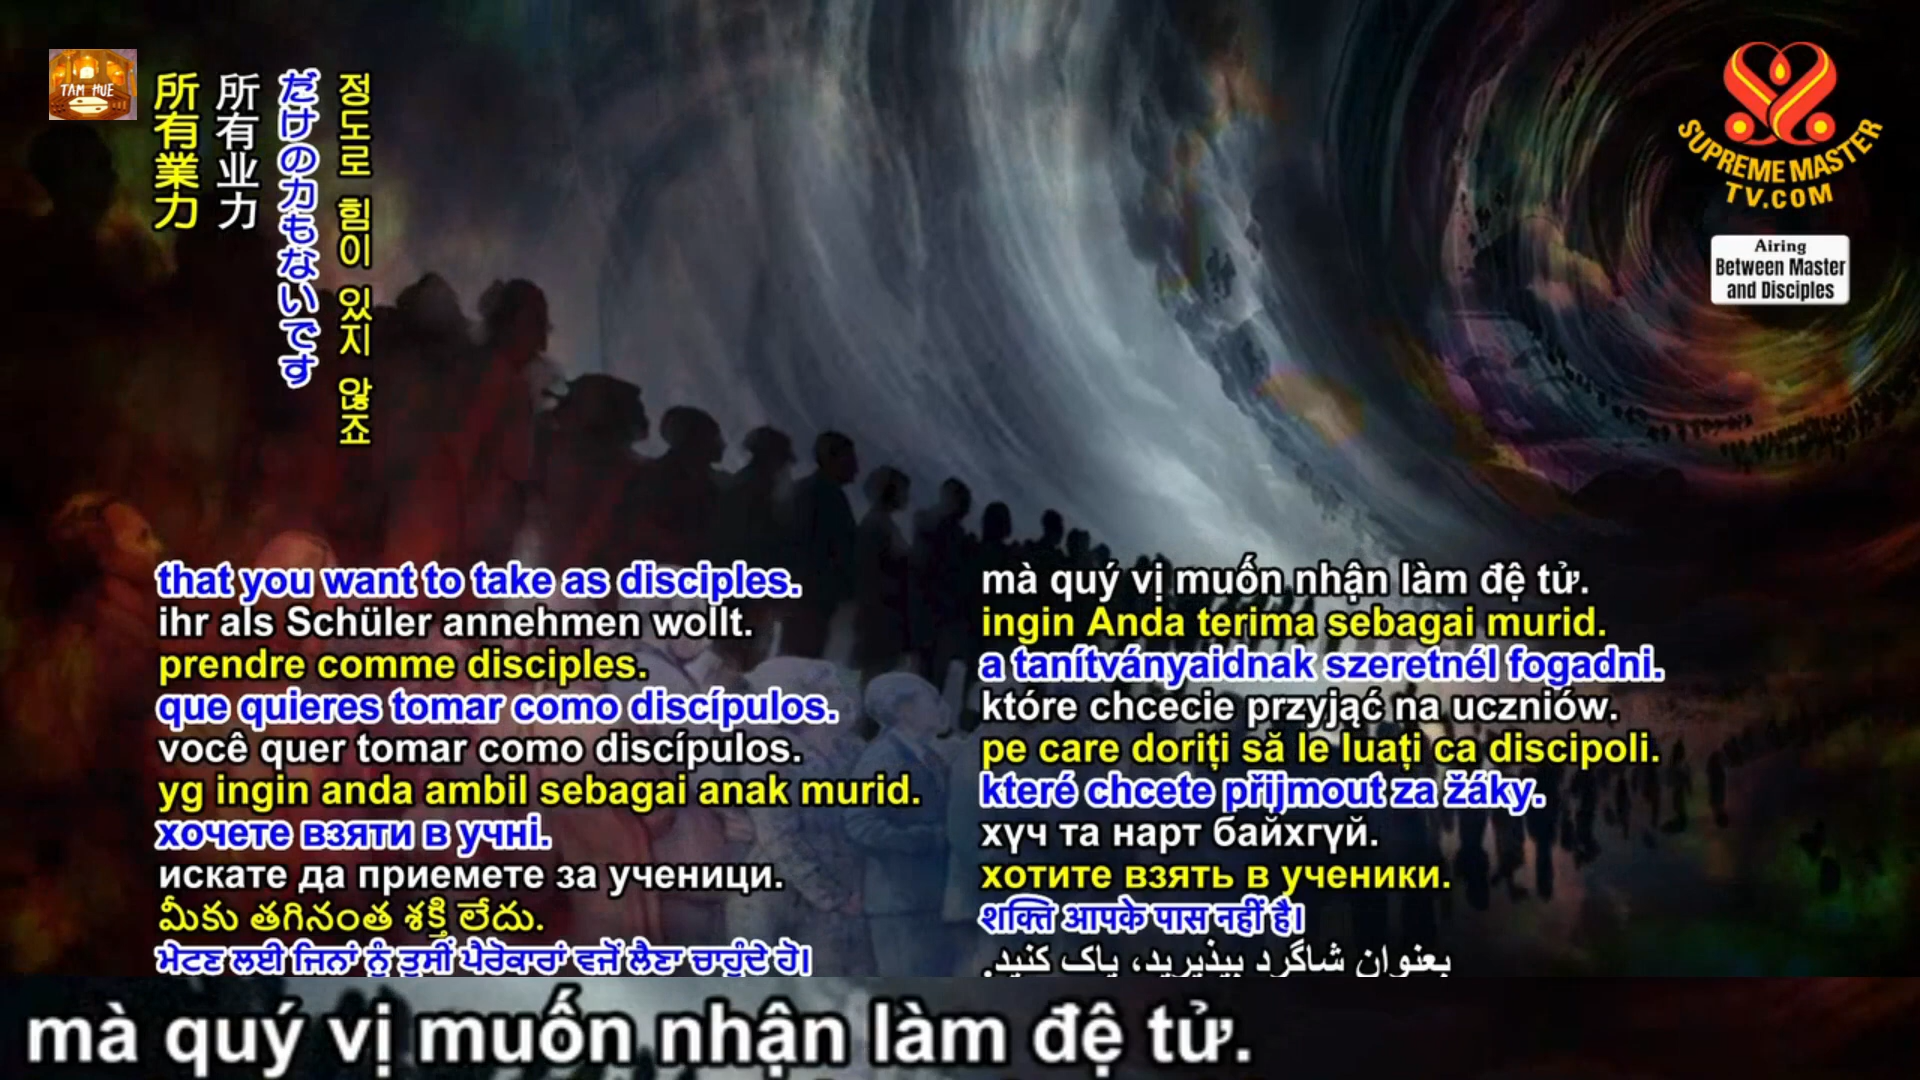 TAM HUE
所有業力
所有业力
だけの力もないです
정도로 힘이 있지 않죠
SUPREME MASTER
TV.COM
Airing
Between Master
and Disciples
that you want to take as disciples.
ihr als Schüler annehmen wollt.
prendre comme disciples.
que quieres tomar como discípulos.
você quer tomar como discípulos.
yg ingin anda ambil sebagai anak murid.
хочете взяти в учні.
искате да приемете за ученици.
మీకు తగినంత శక్తి లేదు.
ਮੇਟਣ ਲਈ ਜਿਨਾਂ ਨੂੰ ਤੁਸੀਂ ਪੈਰੋਕਾਰਾਂ ਵਜੋਂ ਲੈਣਾ ਚਾਹੁੰਦੇ ਹੋ।
mà quý vị muốn nhận làm đệ tử.
ingin Anda terima sebagai murid.
a tanítványaidnak szeretnél fogadni.
które chcecie przyjąć na uczniów.
pe care doriți să le luați ca discipoli.
které chcete přijmout za žáky.
хүч та нарт байхгүй.
хотите взять в ученики.
शक्ति आपके पास नहीं है।
بعنوان شاگرد بپذیرید، پاک کنید.
mà quý vị muốn nhận làm đệ tử.